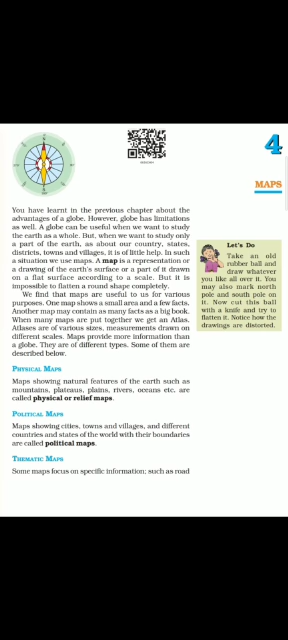 4
MAPS
You have learnt in the previous chapter about the
advantages of a globe. However, globe has limitations
as well. A globe can be useful when we want to study
the earth as a whole. But, when we want to study only
a part of the earth, as about our country, states,
districts, towns and villages, it is of little help. In such
a situation we use maps. A map is a representation or
a drawing of the earth's surface or a part of it drawn
on a flat surface according to a scale. But it is
impossible to flatten a round shape completely.
We find that maps are useful to us for various
purposes. One map shows a small area and a few facts.
Another map may contain as many facts as a big book.
When many maps are put together we get an Atlas.
Atlases are of various sizes, measurements drawn on
different scales. Maps provide more information than
a globe. They are of different types. Some of them are
described below.
PHYSICAL MAPS
Maps showing natural features of the earth such as
mountains, plateaus, plains, rivers, oceans etc. are
called physical or relief maps.
POLITICAL MAPS
Maps showing cities, towns and villages, and different
countries and states of the world with their boundaries
are called political maps.
THEMATIC MAPS
Some maps focus on specific information; such as road
Let's Do
Take an old
rubber ball and
draw whatever
you like all over it. You
may also mark north
pole and south pole on
it. Now cut this ball
with a knife and try to
flatten it. Notice how the
drawings are distorted.